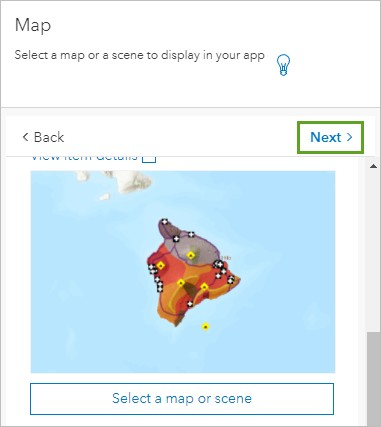 Map
Select a map or a scene to display in your app
Back
Next
View item details
Select a map or scene